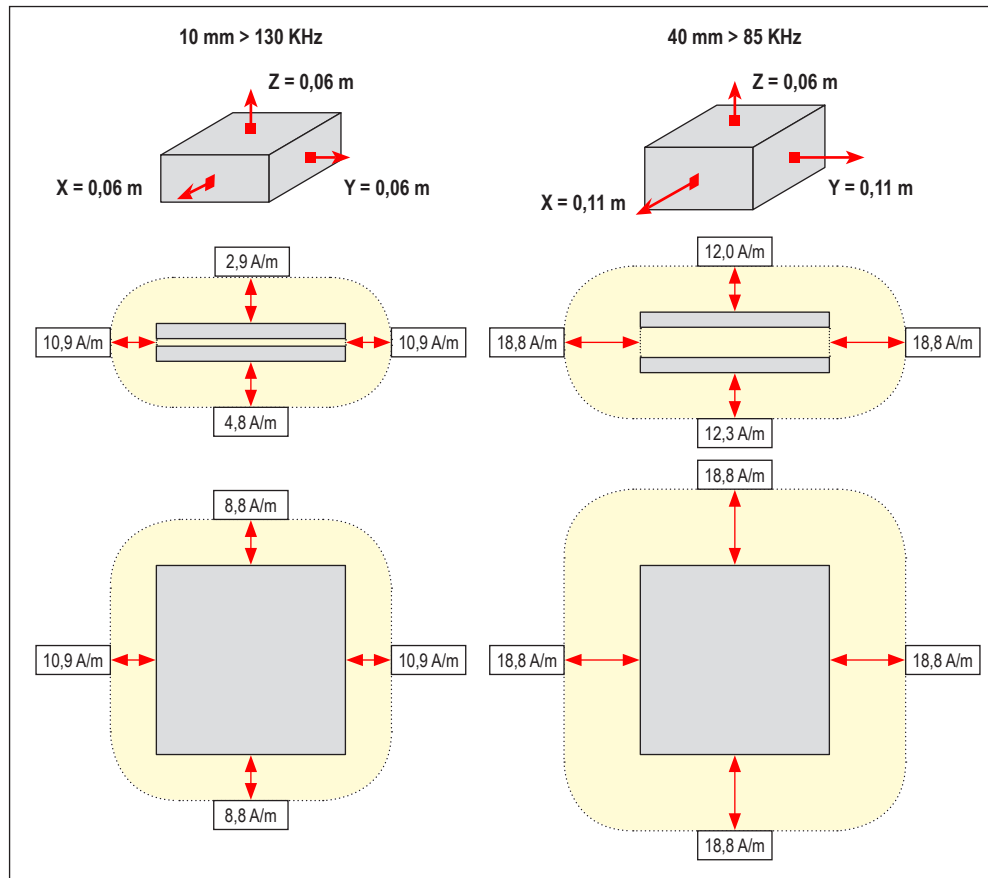 10 mm > 130 KHz
Z = 0,06 m
X = 0,06 m
Y = 0,06 m
2,9 A/m
10,9 A/m
10,9 A/m
4,8 A/m
8,8 A/m
10,9 A/m
10,9 A/m
8,8 A/m
40 mm > 85 KHz
Z = 0,06 m
X = 0,11 m
Y = 0,11 m
12,0 A/m
18,8 A/m
18,8 A/m
12,3 A/m
18,8 A/m
18,8 A/m
18,8 A/m
18,8 A/m